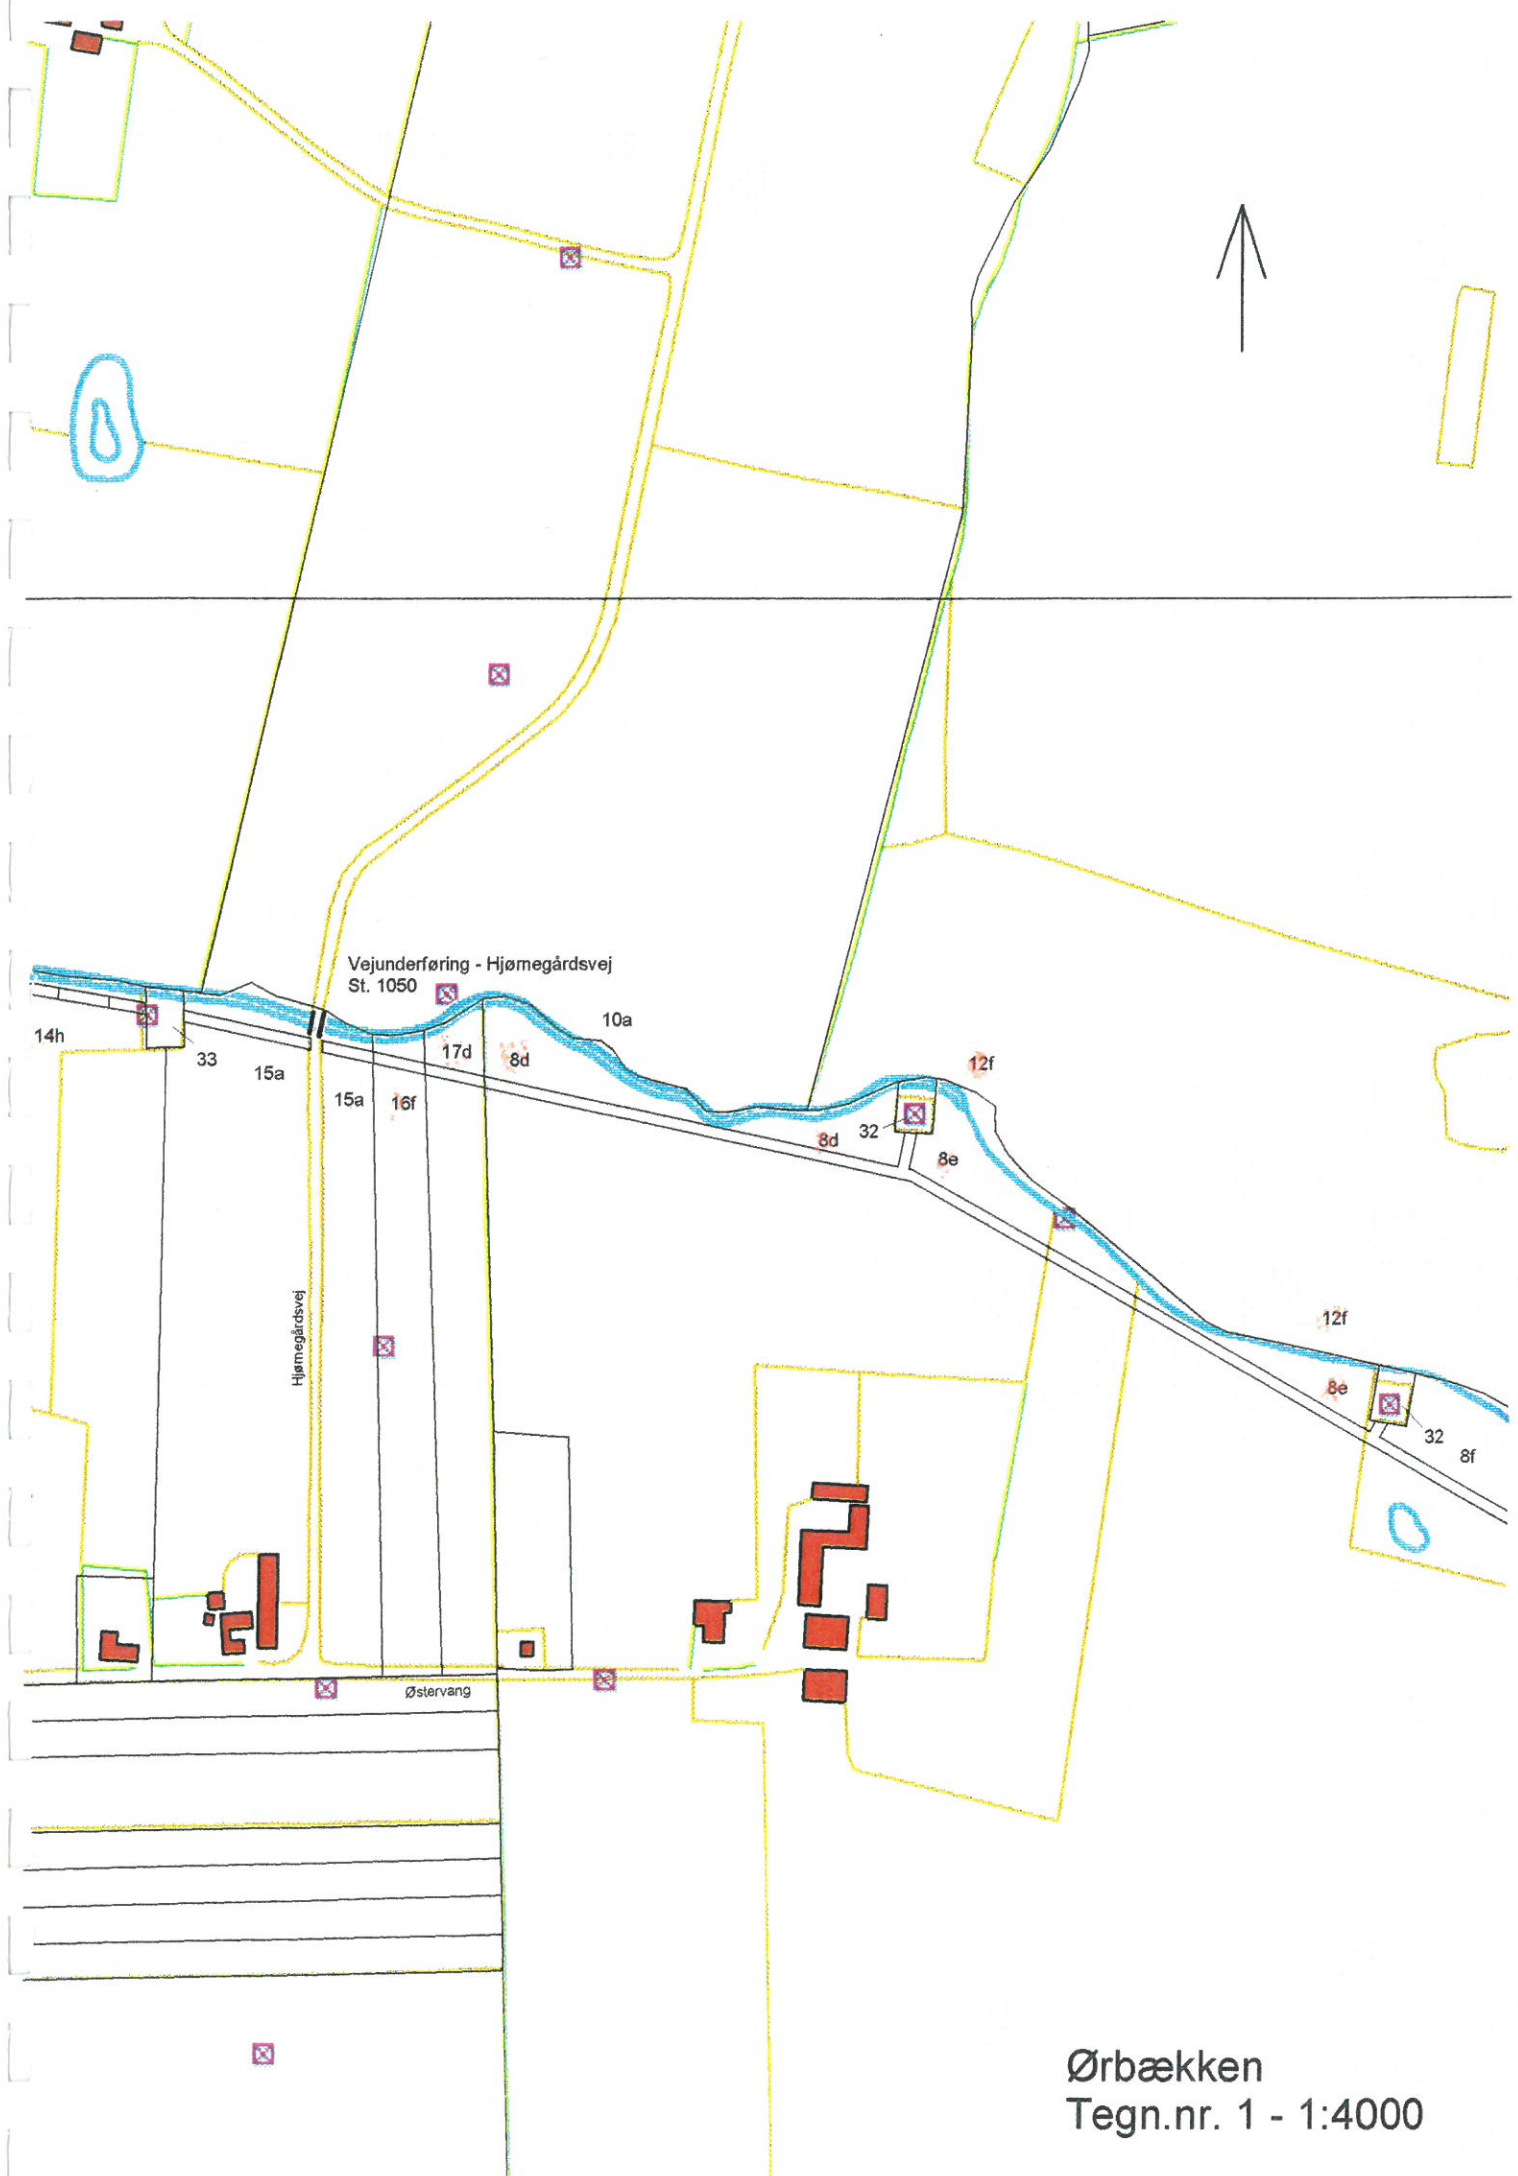 Vejunderføring - Hjørnegårdsvej
St. 1050
10a
14h
33
15a
17d
8d
12f
15a
16f
8d
32
8e
Hjørnegårdsvej
12f
8e
32
8f
Østervang
Ørbækken
Tegn.nr. 1 - 1:4000